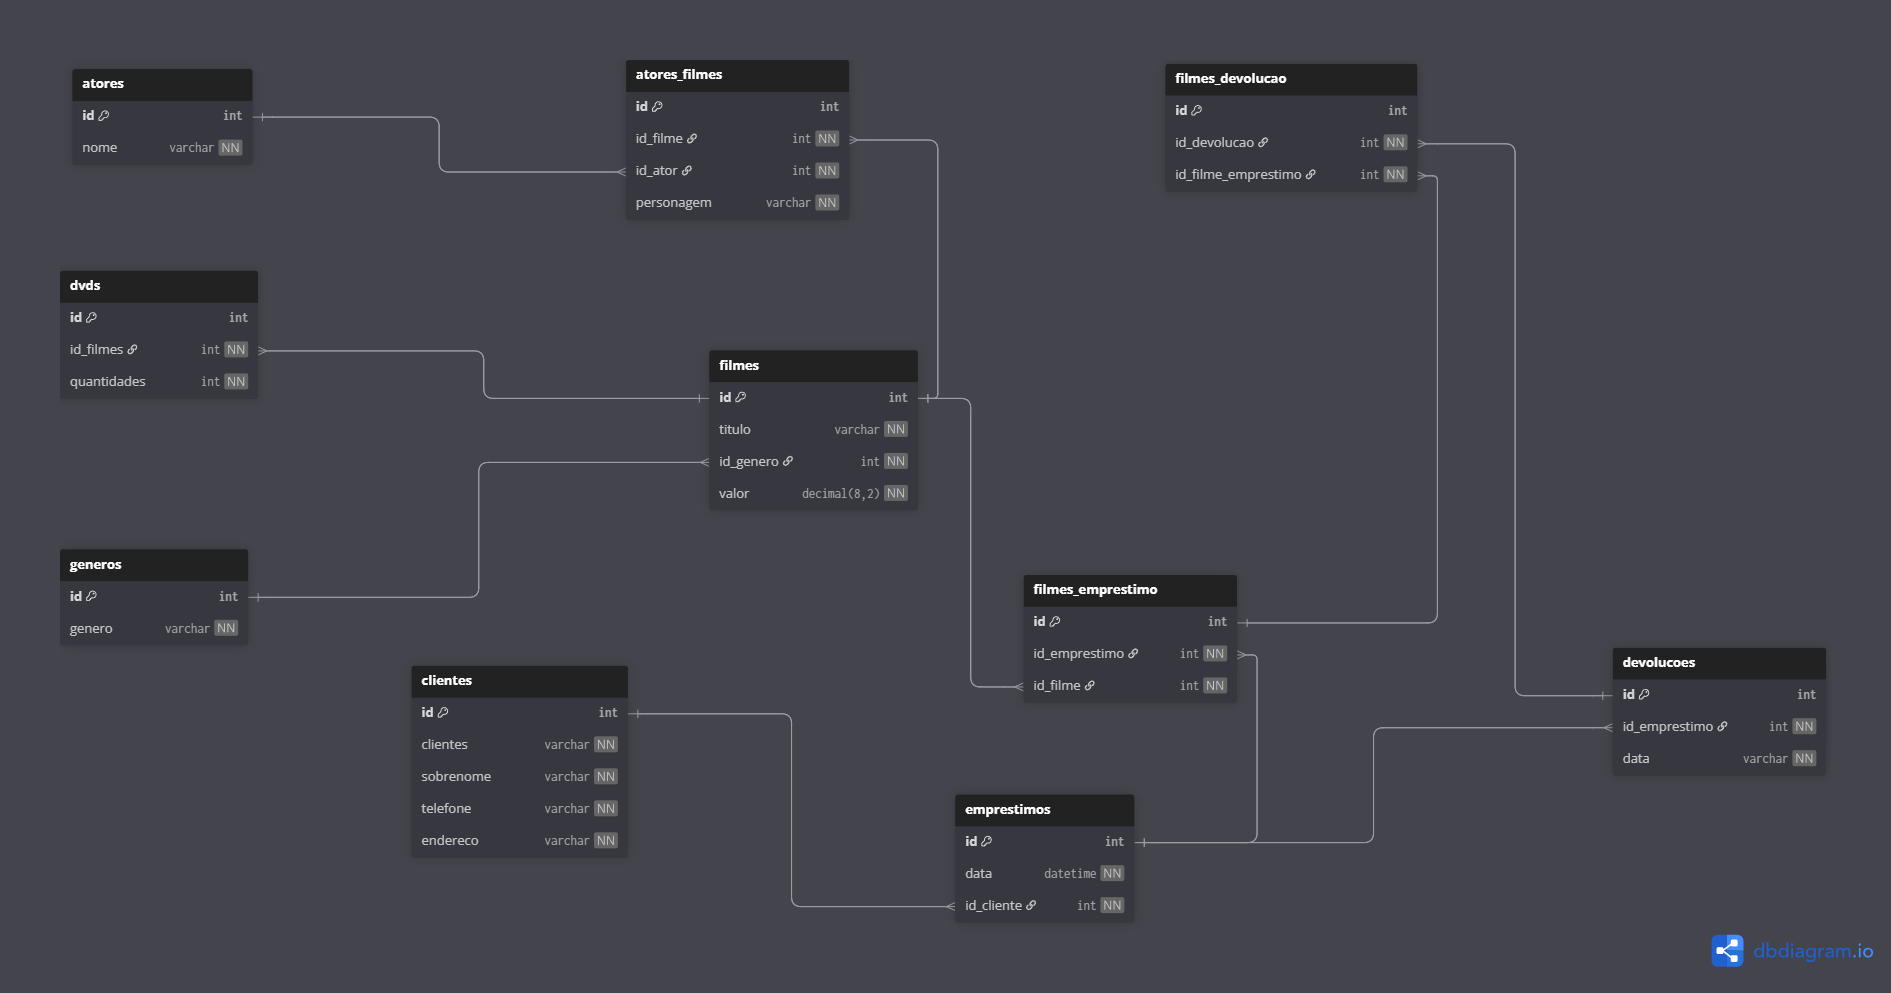 atores
id int
nome varchar NN
atores_filmes
id int
id_filme int NN
id_ator int NN
personagem varchar NN
filmes_devolucao
id int
id_devolucao int NN
id_filme_emprestimo int NN
dvds
id int
id_filmes int NN
quantidades int NN
filmes
id int
titulo varchar NN
id_genero int NN
valor decimal(8,2) NN
generos
id int
genero varchar NN
filmes_emprestimo
id int
id_emprestimo int NN
id_filme int NN
clientes
id int
clientes varchar NN
sobrenome varchar NN
telefone varchar NN
endereco varchar NN
devolucoes
id int
id_emprestimo int NN
data varchar NN
emprestimos
id int
data datetime NN
id_cliente int NN
dbdiagram.io